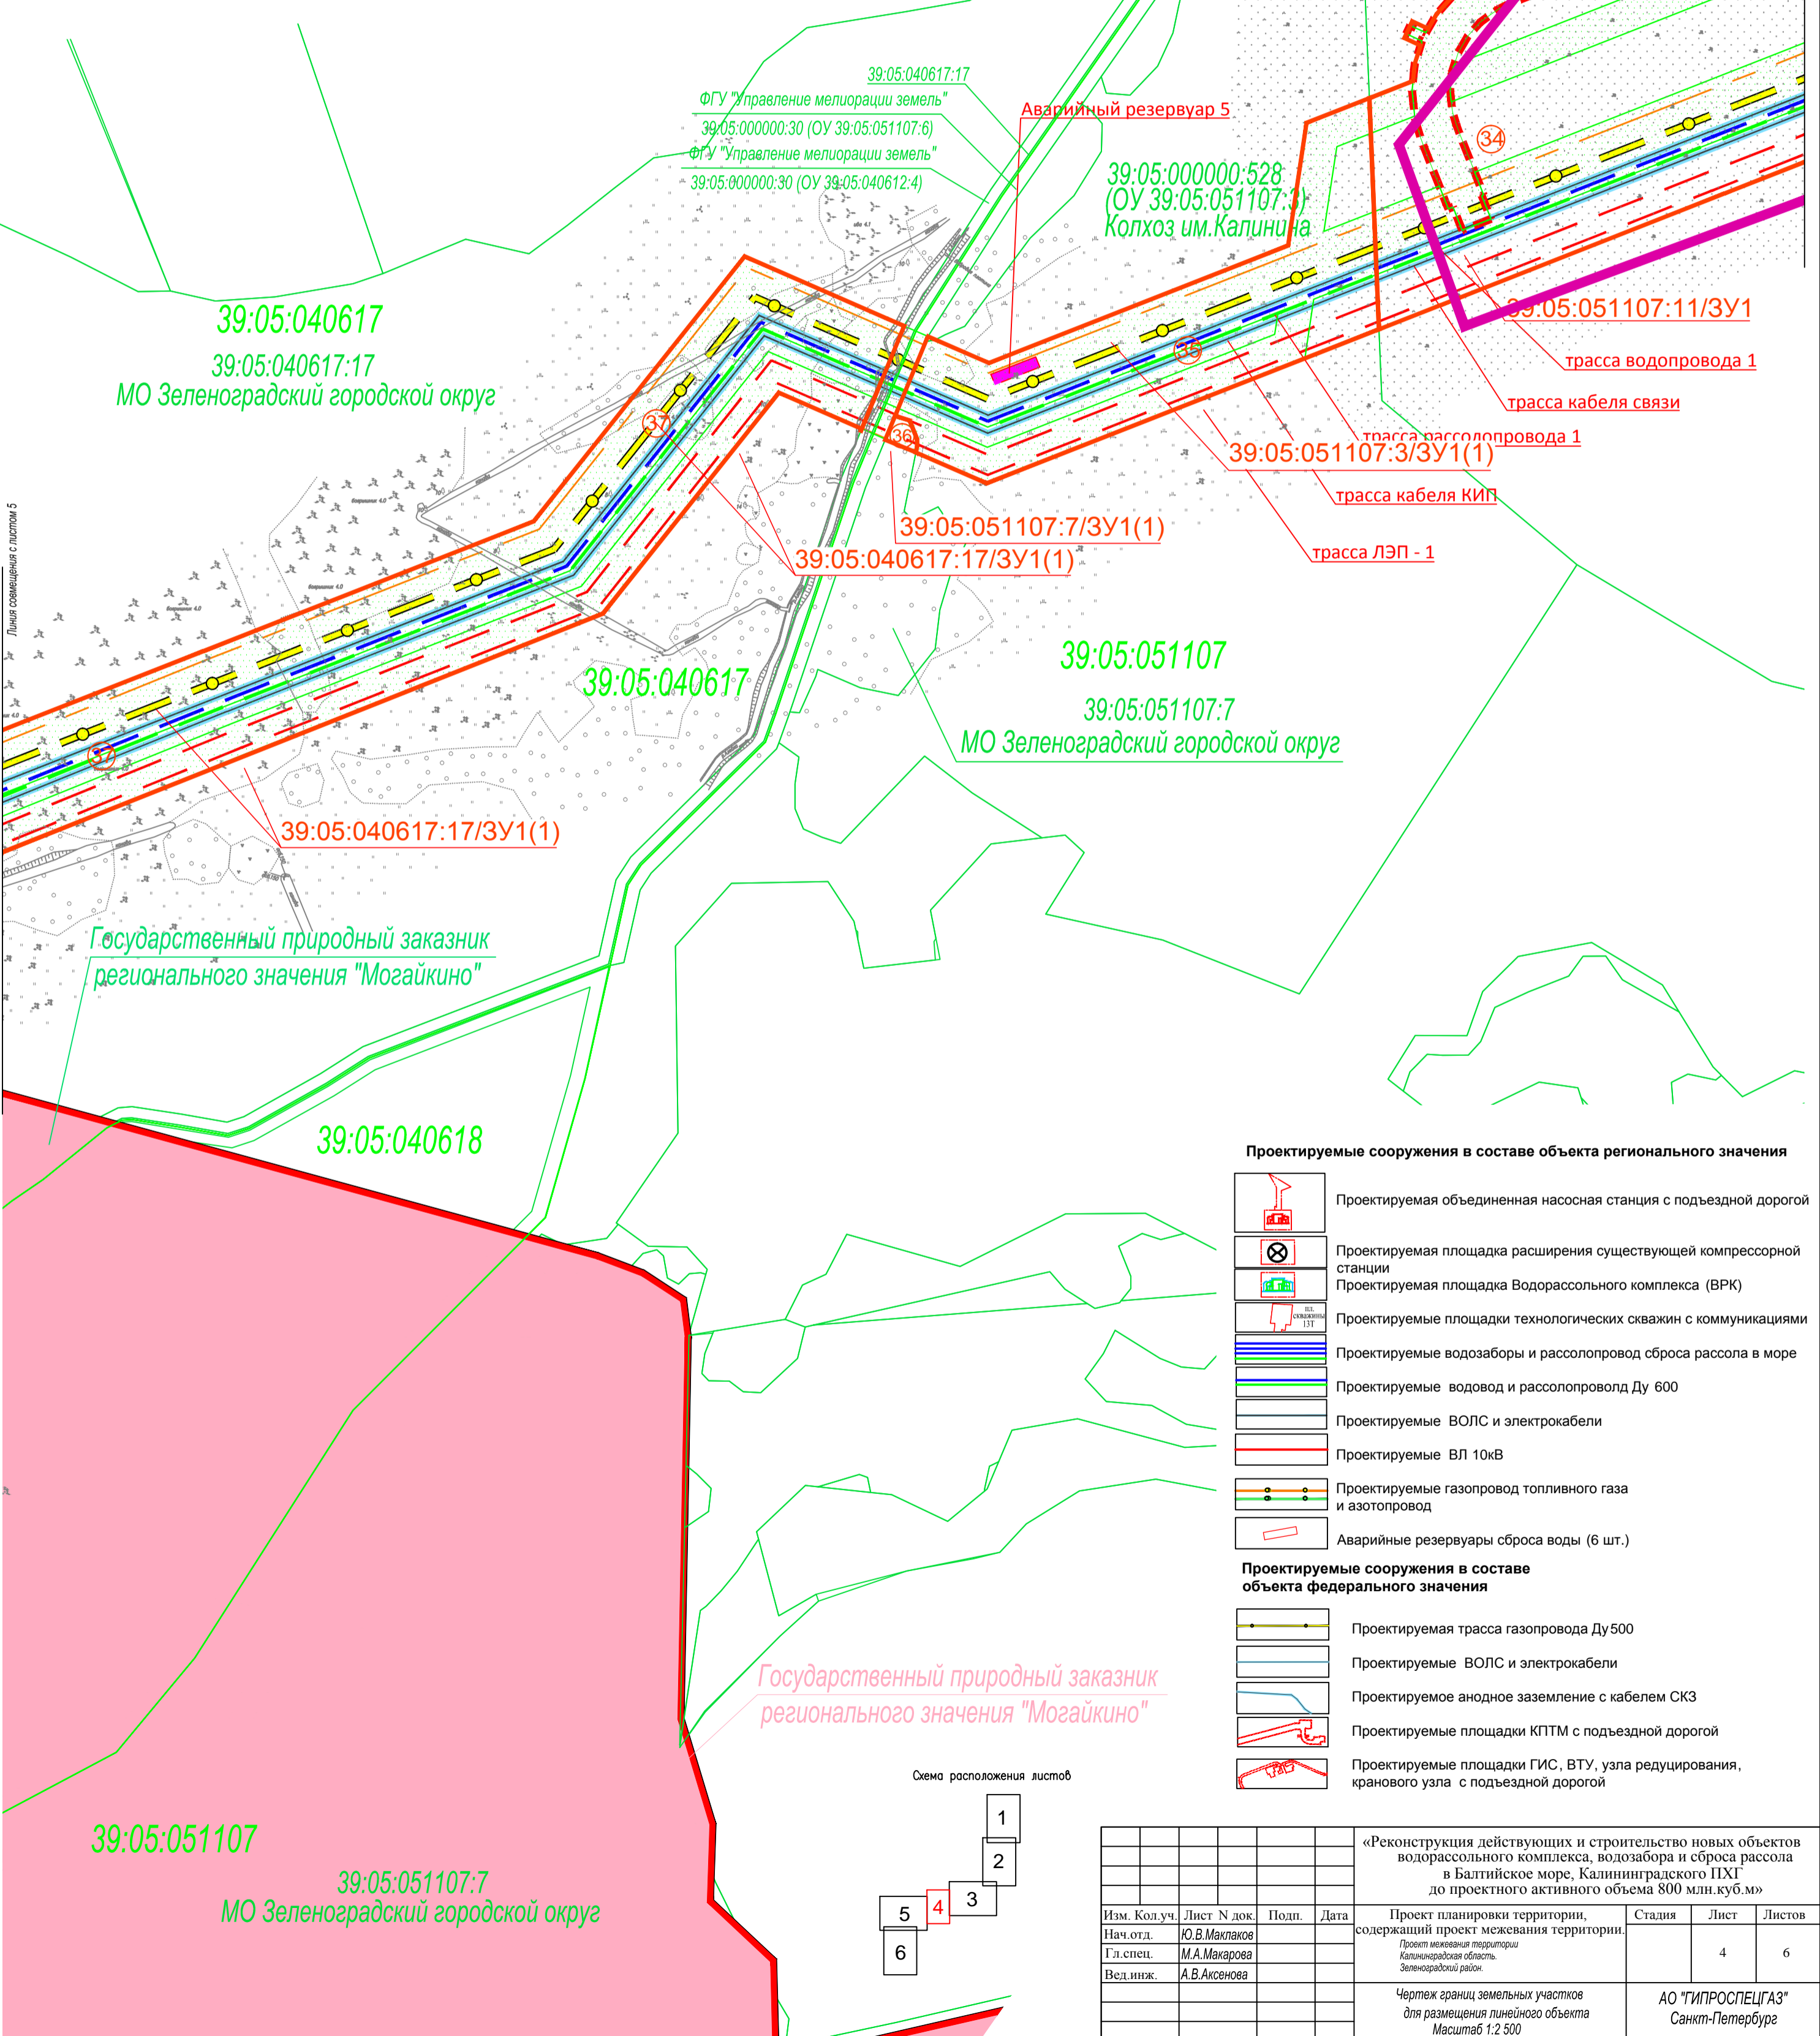 39:05:040617:17
ФГУ "Управление мелиорации земель"
39:05:000000:30 (ОУ 39:05:051107:6)
ФГУ "Управление мелиорации земель"
39:05:000000:30 (ОУ 39:05:040612:4)
Аварийный резервуар 5
39:05:000000:528
(ОУ 39:05:051107:3)
Колхоз им.Калинина
34
39:05:040617
39:05:040617:17
МО Зеленоградский городской округ
39:05:051107:11/ЗУ1
трасса водопровода 1
трасса кабеля связи
трасса рассолопровода 1
39:05:051107:3/ЗУ1(1)
трасса кабеля КИП
трасса ЛЭП - 1
35
36
37
39:05:051107:7/ЗУ1(1)
39:05:040617:17/ЗУ1(1)
Линия совмещения с листом 5
39:05:040617
39:05:051107
39:05:051107:7
МО Зеленоградский городской округ
37
39:05:040617:17/ЗУ1(1)
Государственный природный заказник
регионального значения "Могайкино"
39:05:040618
Проектируемые сооружения в составе объекта регионального значения
Проектируемая объединенная насосная станция с подъездной дорогой
Проектируемая площадка расширения существующей компрессорной
станции
Проектируемая площадка Водорассольного комплекса (ВРК)
пл.
скважины
13Т
Проектируемые площадки технологических скважин с коммуникациями
Проектируемые водозаборы и рассолопровод сброса рассола в море
Проектируемые водовод и рассолопроволд Ду 600
Проектируемые ВОЛС и электрокабели
Проектируемые ВЛ 10кВ
Проектируемые газопровод топливного газа
и азотопровод
Аварийные резервуары сброса воды (6 шт.)
Проектируемые сооружения в составе
объекта федерального значения
Проектируемая трасса газопровода Ду 500
Проектируемые ВОЛС и электрокабели
Проектируемое анодное заземление с кабелем СКЗ
Проектируемые площадки КПТМ с подъездной дорогой
Проектируемые площадки ГИС, ВТУ, узла редуцирования,
кранового узла с подъездной дорогой
Государственный природный заказник
регионального значения "Могайкино"
39:05:051107
39:05:051107:7
МО Зеленоградский городской округ
Схема расположения листов
1
2
3
4
5
6
«Реконструкция действующих и строительство новых объектов
водорассольного комплекса, водозабора и сброса рассола
в Балтийское море, Калининградского ПХГ
до проектного активного объема 800 млн.куб.м»
Изм. Кол.уч. Лист N док. Подп. Дата
Нач.отд. Ю.В.Маклаков
Гл.спец. М.А.Макарова
Вед.инж. А.В.Аксенова
Проект планировки территории,
содержащий проект межевания территории.
Проект межевания территории
Калининградская область.
Зеленоградский район.
Стадия Лист Листов
4 6
Чертеж границ земельных участков
для размещения линейного объекта
Масштаб 1:2 500
АО "ГИПРОСПЕЦГАЗ"
Санкт-Петербург